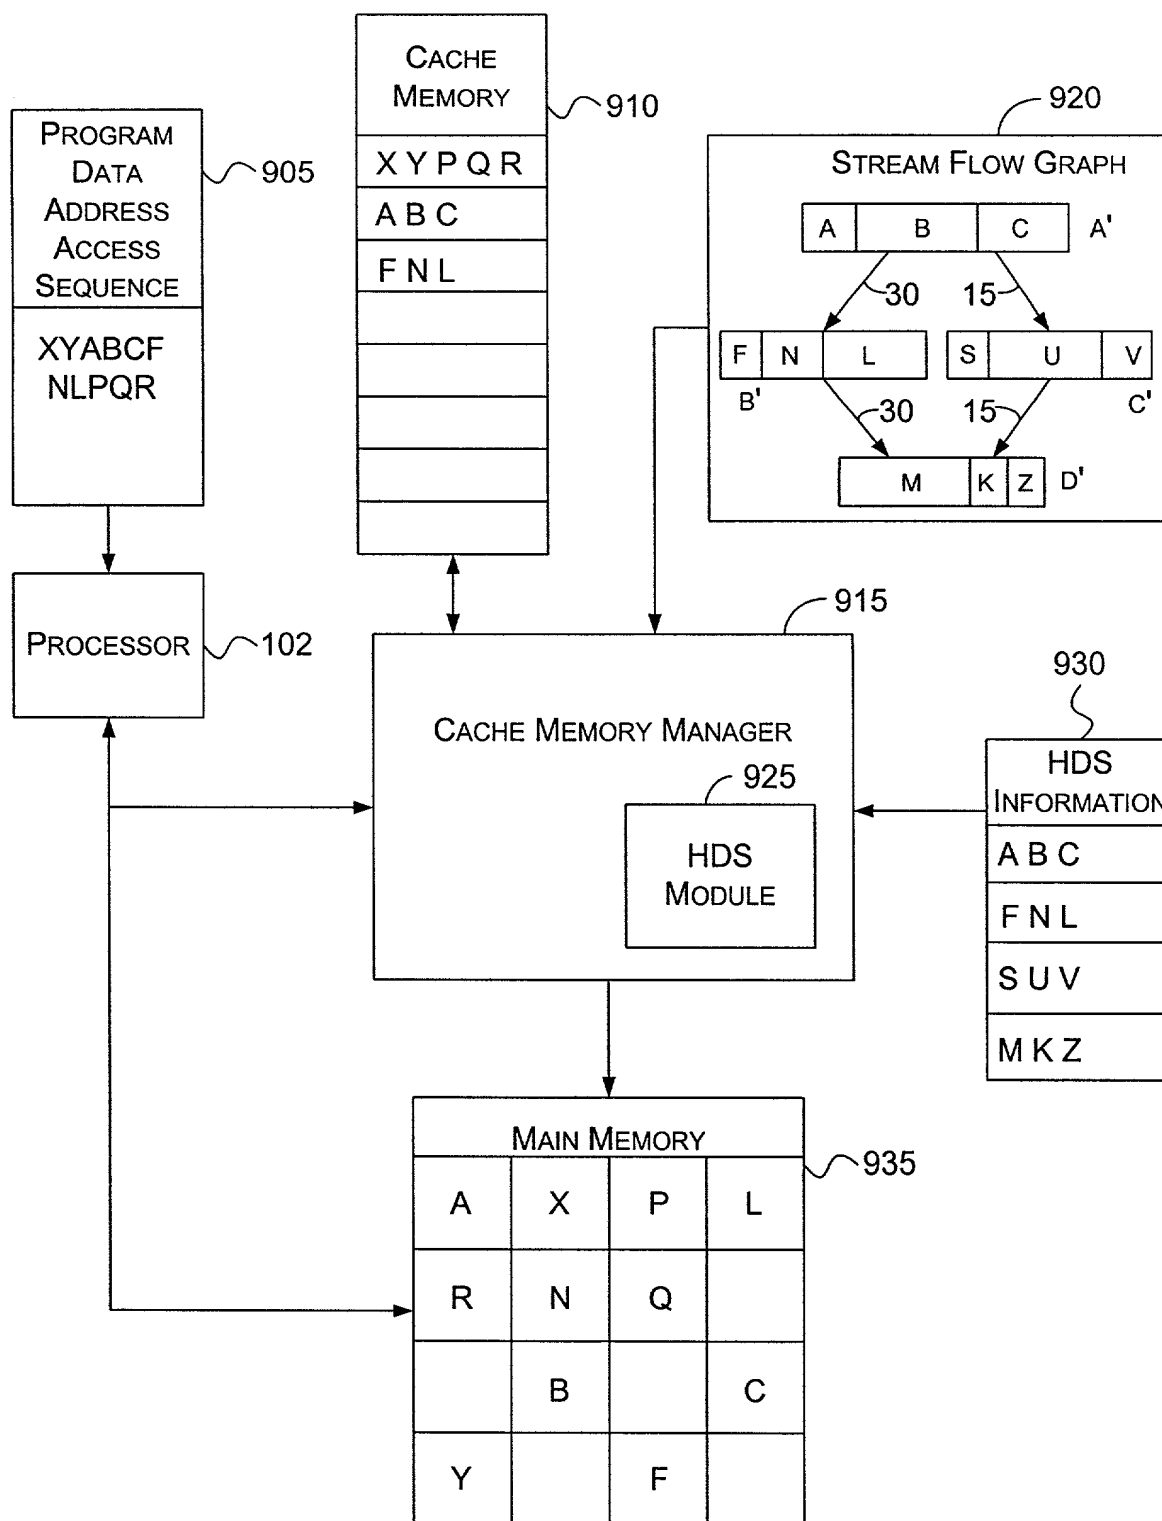 CACHE
MEMORY
910
X Y P Q R
A B C
F N L
PROGRAM
DATA
ADDRESS
ACCESS
SEQUENCE
905
XYABCF
NLPQR
920
STREAM FLOW GRAPH
A B C A'
30 15
F N L S U V
B' C'
30 15
M K Z D'
PROCESSOR
102
915
CACHE MEMORY MANAGER
925
HDS
MODULE
930
HDS
INFORMATION
A B C
F N L
S U V
M K Z
MAIN MEMORY
935
A X P L
R N Q
B C
Y F